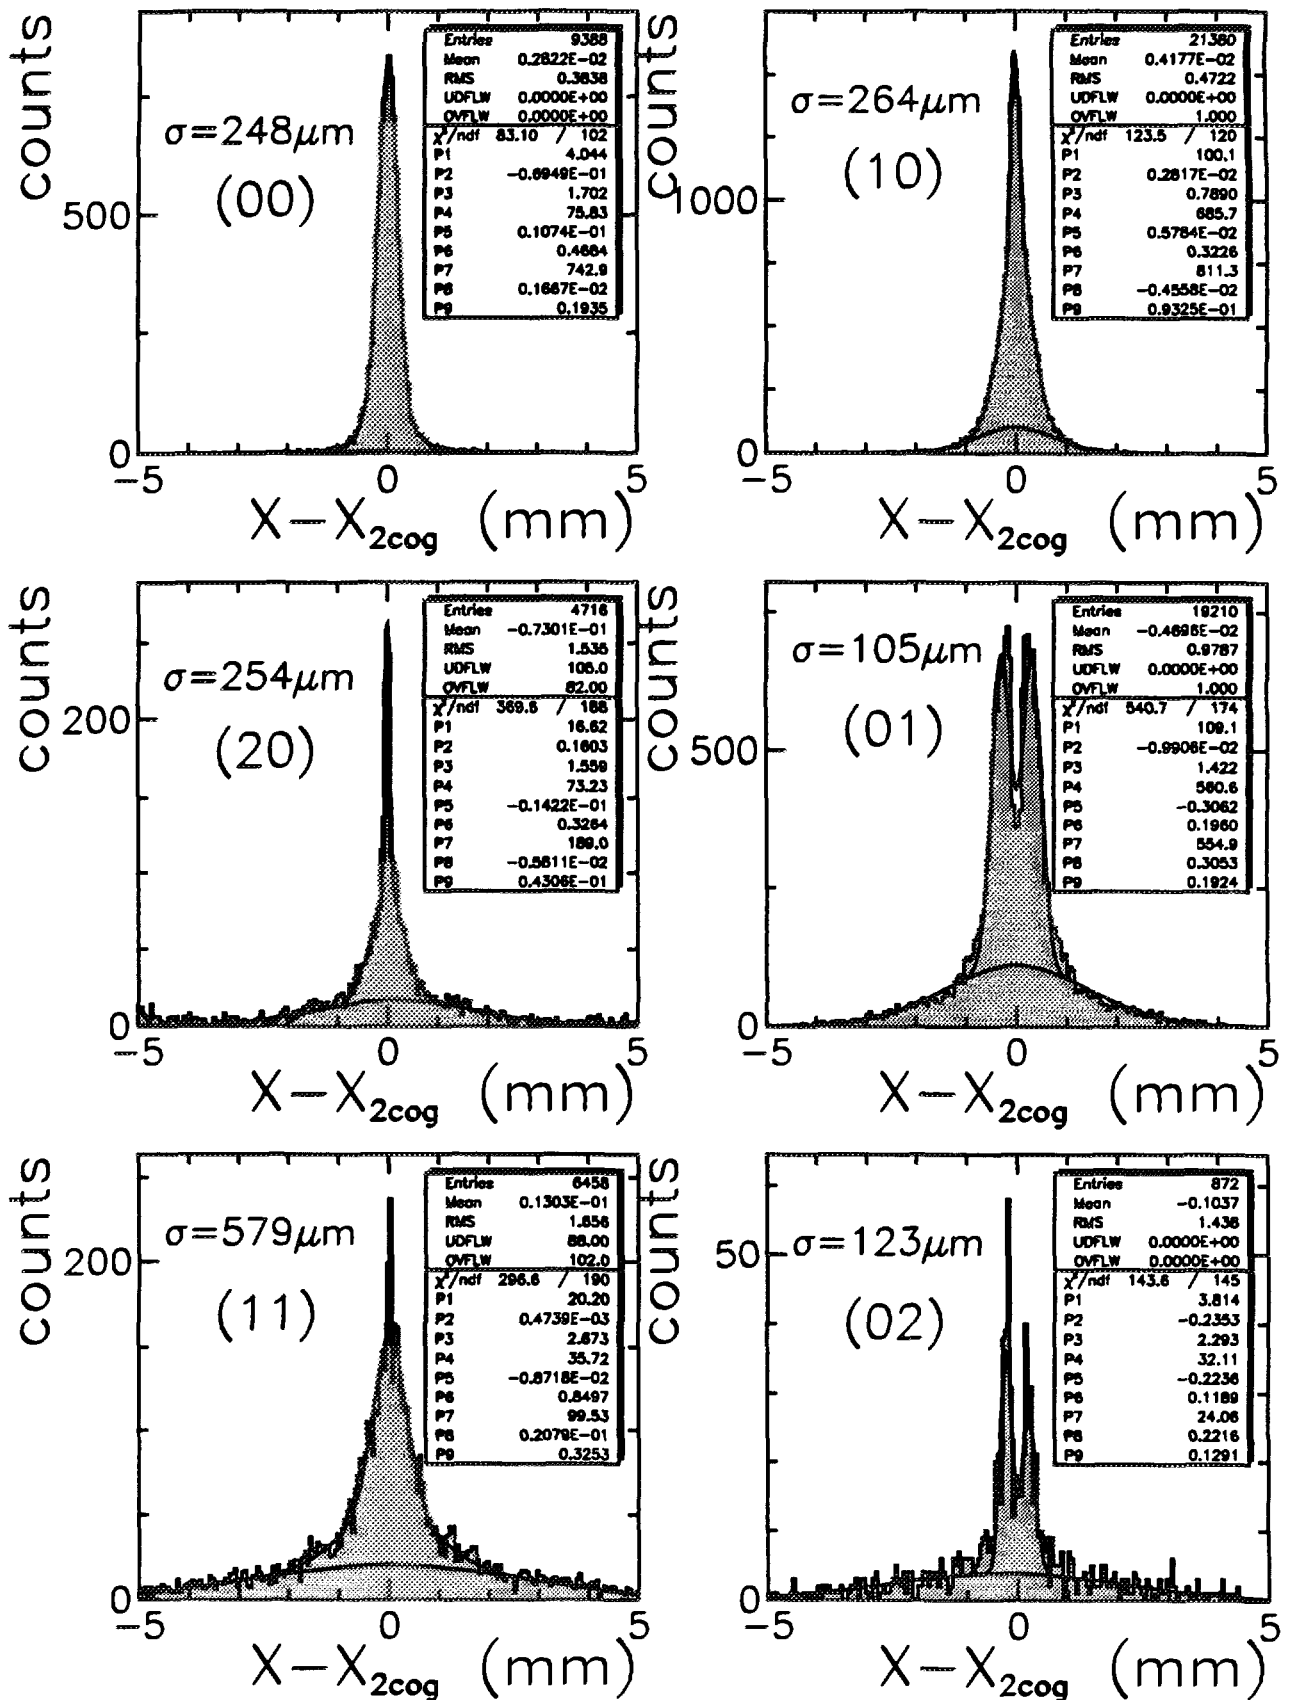 counts
Entries 9388
Mean 0.2822E-02
RMS 0.3838
UDFLW 0.0000E+00
OVFLW 0.0000E+00
χ²/ndf 83.10 / 102
P1 4.044
P2 -0.6949E-01
P3 1.702
P4 75.83
P5 0.1074E-01
P6 0.4684
P7 742.9
P8 0.1667E-02
P9 0.1935
σ=248μm
(00)
500
0
-5 0 5
X-X2cog (mm)
counts
Entries 21380
Mean 0.4177E-02
RMS 0.4722
UDFLW 0.0000E+00
OVFLW 1.000
χ²/ndf 123.5 / 120
P1 100.1
P2 0.2817E-02
P3 0.7890
P4 685.7
P5 0.5784E-02
P6 0.3226
P7 811.3
P8 -0.4558E-02
P9 0.9325E-01
σ=264μm
(10)
1000
0
-5 0 5
X-X2cog (mm)
counts
Entries 4716
Mean -0.7301E-01
RMS 1.536
UDFLW 106.0
OVFLW 82.00
χ²/ndf 369.6 / 168
P1 16.62
P2 0.1603
P3 1.559
P4 73.23
P5 -0.1422E-01
P6 0.3264
P7 189.0
P8 -0.5811E-02
P9 0.4306E-01
σ=254μm
(20)
200
0
-5 0 5
X-X2cog (mm)
counts
Entries 19210
Mean -0.4696E-02
RMS 0.9787
UDFLW 0.0000E+00
OVFLW 1.000
χ²/ndf 540.7 / 174
P1 109.1
P2 -0.9906E-02
P3 1.422
P4 560.6
P5 -0.3062
P6 0.1960
P7 554.9
P8 0.3053
P9 0.1924
σ=105μm
(01)
500
0
-5 0 5
X-X2cog (mm)
counts
Entries 6458
Mean 0.1303E-01
RMS 1.656
UDFLW 88.00
OVFLW 102.0
χ²/ndf 296.6 / 190
P1 20.20
P2 0.4739E-03
P3 2.673
P4 35.72
P5 -0.8718E-02
P6 0.8497
P7 99.53
P8 0.2079E-01
P9 0.3253
σ=579μm
(11)
200
0
-5 0 5
X-X2cog (mm)
counts
Entries 872
Mean -0.1037
RMS 1.436
UDFLW 0.0000E+00
OVFLW 0.0000E+00
χ²/ndf 143.6 / 145
P1 3.814
P2 -0.2353
P3 2.293
P4 32.11
P5 -0.2236
P6 0.1189
P7 24.06
P8 0.2216
P9 0.1291
σ=123μm
(02)
50
0
-5 0 5
X-X2cog (mm)